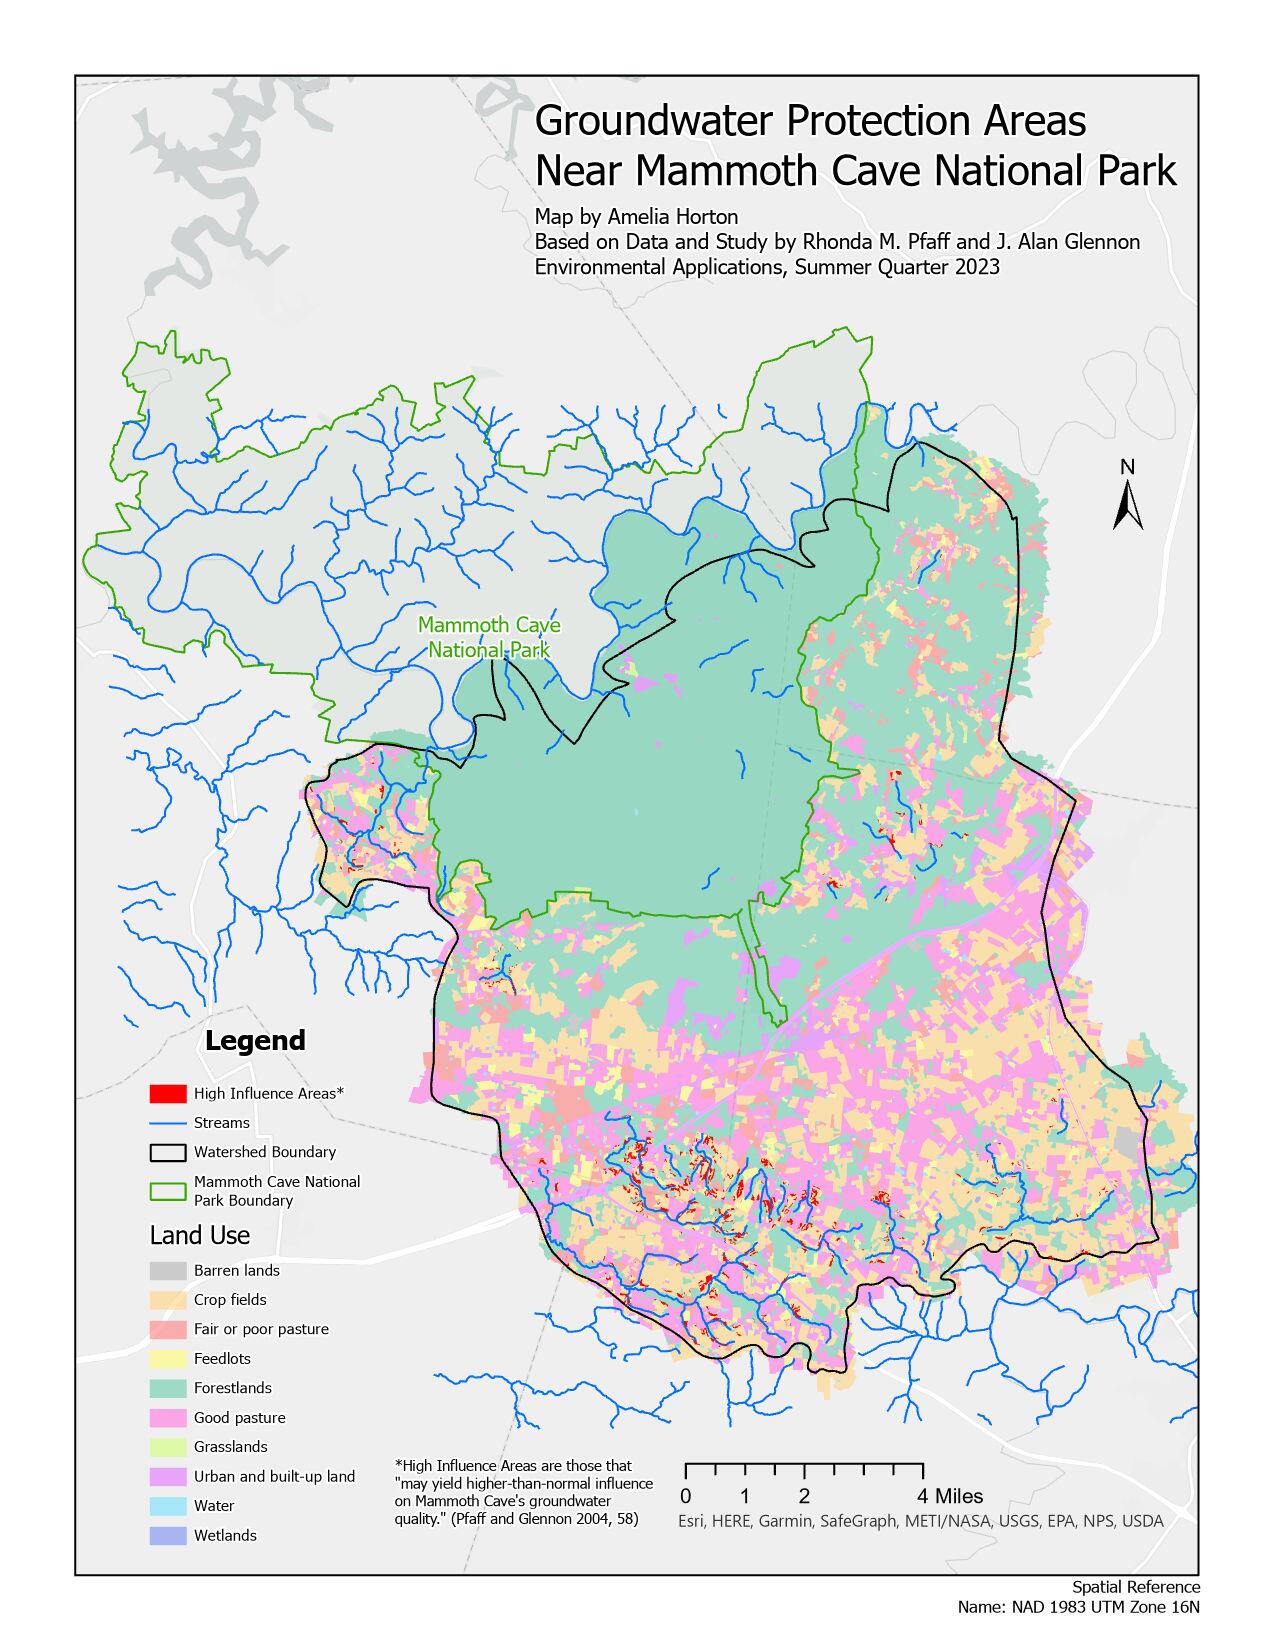 Groundwater Protection Areas
Near Mammoth Cave National Park
Map by Amelia Horton
Based on Data and Study by Rhonda M. Pfaff and J. Alan Glennon
Environmental Applications, Summer Quarter 2023
N
Mammoth Cave
National Park
Legend
High Influence Areas*
Streams
Watershed Boundary
Mammoth Cave National
Park Boundary
Land Use
Barren lands
Crop fields
Fair or poor pasture
Feedlots
Forestlands
Good pasture
Grasslands
Urban and built-up land
Water
Wetlands
*High Influence Areas are those that
"may yield higher-than-normal influence
on Mammoth Cave's groundwater
quality." (Pfaff and Glennon 2004, 58)
0 1 2 4 Miles
Esri, HERE, Garmin, SafeGraph, METI/NASA, USGS, EPA, NPS, USDA
Spatial Reference
Name: NAD 1983 UTM Zone 16N